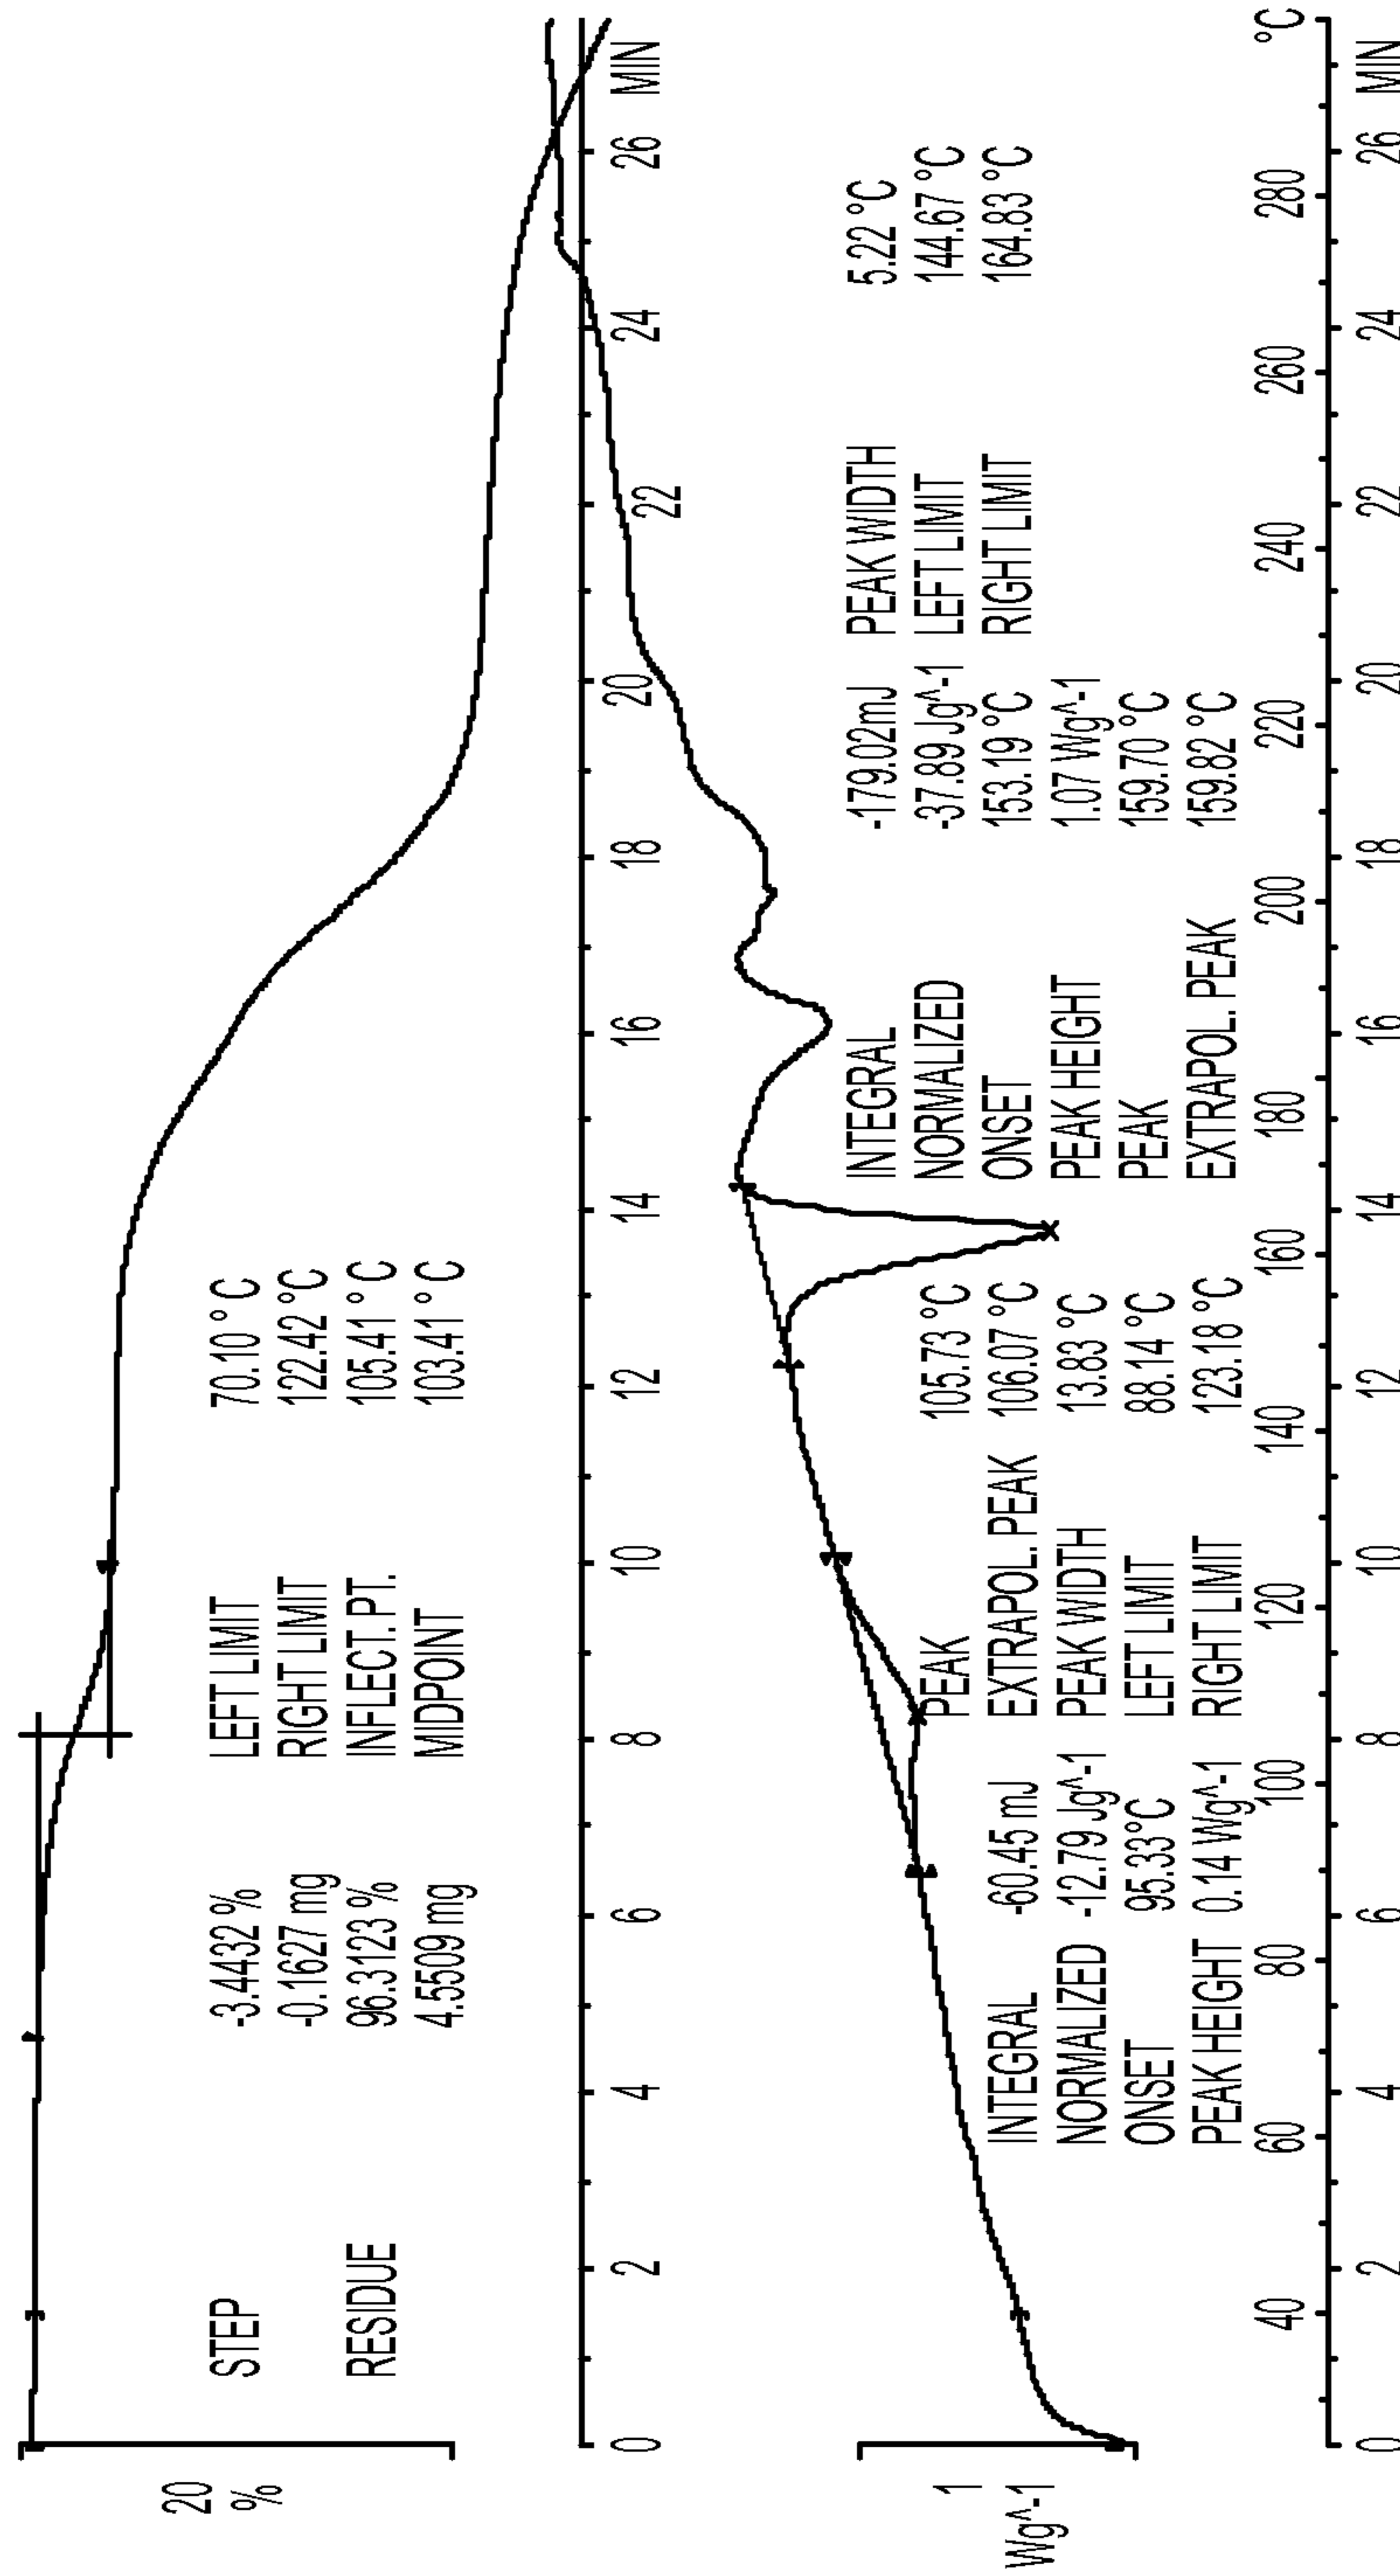 20
%
STEP -3.4432 % LEFT LIMIT 70.10 °C
-0.1627 mg RIGHT LIMIT 122.42 °C
RESIDUE 96.3123 % INFLECT. PT. 105.41 °C
4.5509 mg MIDPOINT 103.41 °C
0 2 4 6 8 10 12 14 16 18 20 22 24 26 MIN
1
Wg^-1
INTEGRAL -179.02mJ PEAK WIDTH 5.22 °C
NORMALIZED -37.89 Jg^-1 LEFT LIMIT 144.67 °C
ONSET 153.19 °C RIGHT LIMIT 164.83 °C
PEAK HEIGHT 1.07 Wg^-1
PEAK 159.70 °C
EXTRAPOL. PEAK 159.82 °C
PEAK 105.73 °C
INTEGRAL -60.45 mJ EXTRAPOL. PEAK 106.07 °C
NORMALIZED -12.79 Jg^-1 PEAK WIDTH 13.83 °C
ONSET 95.33°C LEFT LIMIT 88.14 °C
PEAK HEIGHT 0.14 Wg^-1 RIGHT LIMIT 123.18 °C
40 60 80 100 120 140 160 180 200 220 240 260 280 °C
0 2 4 6 8 10 12 14 16 18 20 22 24 26 MIN